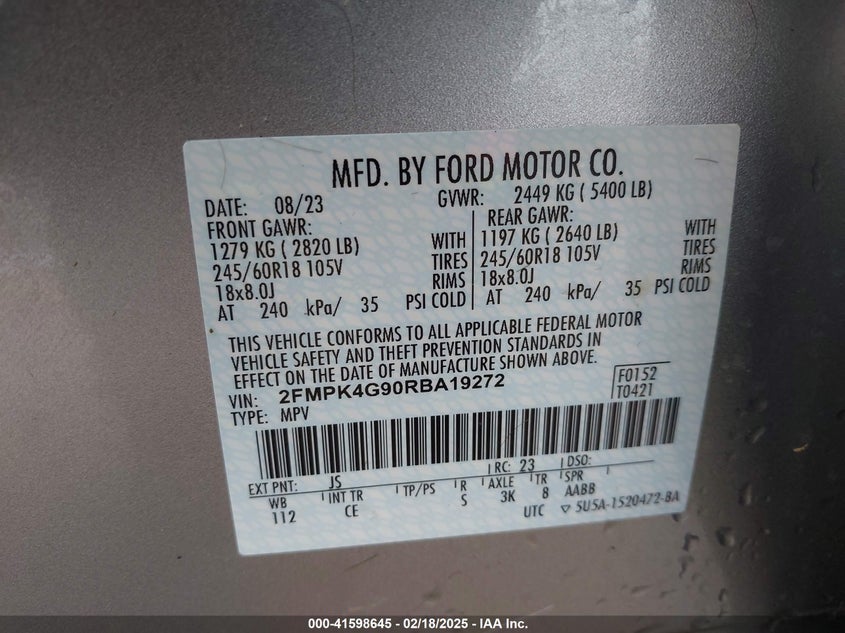 MFD. BY FORD MOTOR CO.
DATE: 08/23 GVWR: 2449 KG ( 5400 LB)
FRONT GAWR: REAR GAWR:
1279 KG ( 2820 LB) WITH 1197 KG ( 2640 LB) WITH
245/60R18 105V TIRES 245/60R18 105V TIRES
18x8.0J RIMS 18x8.0J RIMS
AT 240 kPa/ 35 PSI COLD AT 240 kPa/ 35 PSI COLD
THIS VEHICLE CONFORMS TO ALL APPLICABLE FEDERAL MOTOR
VEHICLE SAFETY AND THEFT PREVENTION STANDARDS IN
EFFECT ON THE DATE OF MANUFACTURE SHOWN ABOVE.
VIN: 2FMPK4G90RBA19272 F0152
TYPE: MPV T0421
EXT PNT: JS RC: 23 DSO:
WB INT TR TP/PS R AXLE TR SPR
112 CE S 3K 8 AABB
UTC ▽ 5U5A-1520472-BA
000-41598645 - 02/18/2025 - IAA Inc.